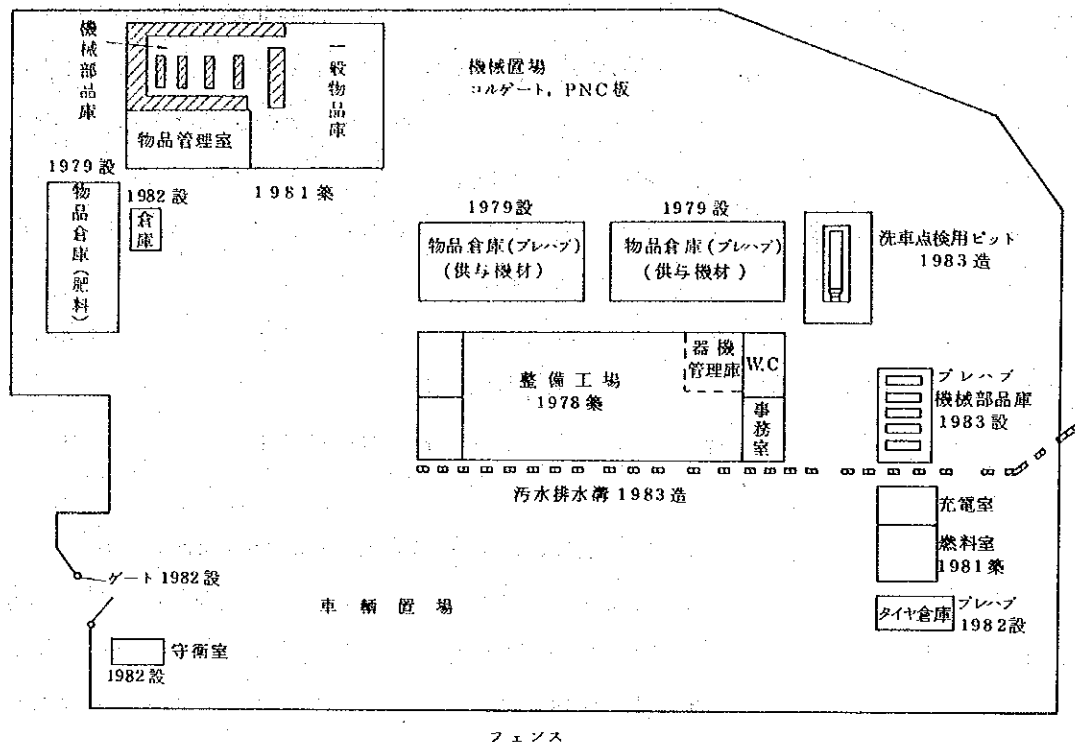 機械部品庫
一般物品庫
物品管理室
1981築
機械置場
コルゲート，PNC板
1979設
物品倉庫(肥料)
1982設
倉庫
1979設
物品倉庫(プレハブ)
(供与機材)
1979設
物品倉庫(プレハブ)
(供与機材)
洗車点検用ピット
1983造
整備工場
1978築
器機
管理庫
W.C
事務室
プレハブ
機械部品庫
1983設
汚水排水溝 1983造
充電室
燃料室
1981築
ゲート 1982設
車輌置場
タイヤ倉庫
プレハブ
1982設
守衛室
1982設
フェンス